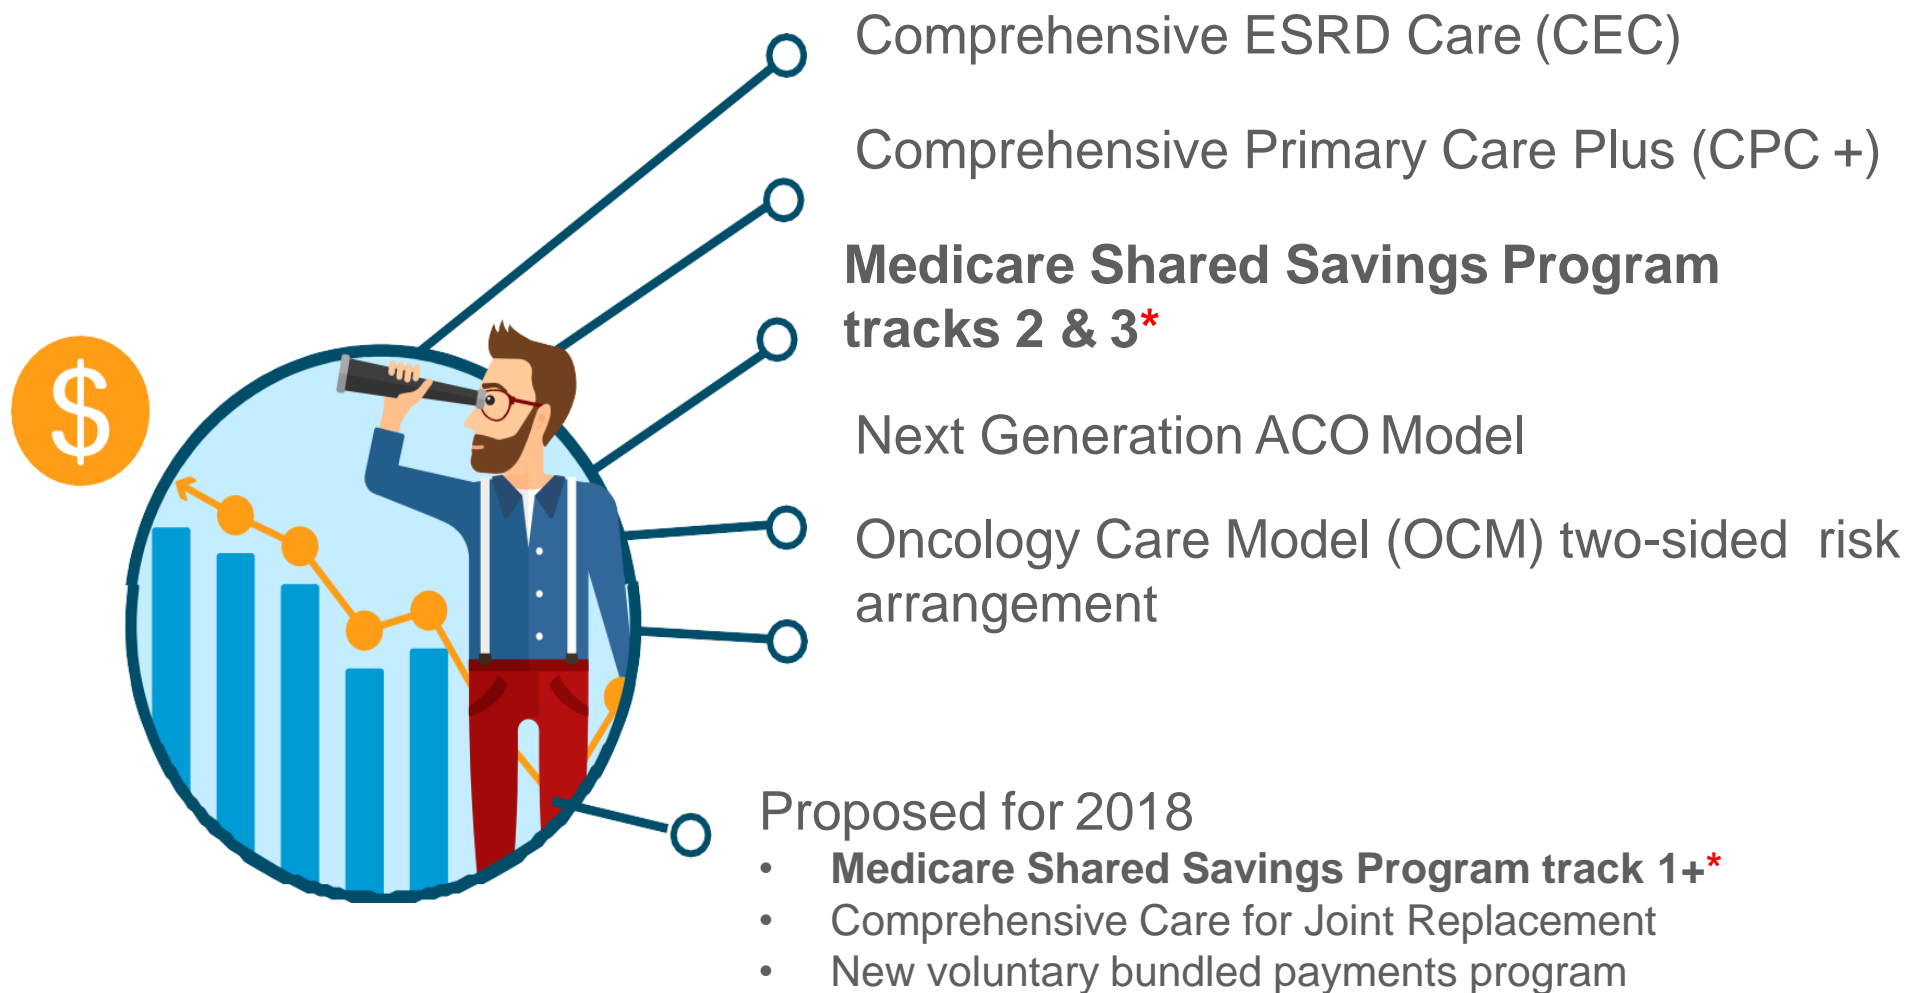 Comprehensive ESRD Care (CEC)
Comprehensive Primary Care Plus (CPC +)
Medicare Shared Savings Program
tracks 2 & 3*
$
Next Generation ACO Model
Oncology Care Model (OCM) two-sided  risk
arrangement
Proposed for 2018
• Medicare Shared Savings Program track 1+*
• Comprehensive Care for Joint Replacement
• New voluntary bundled payments program